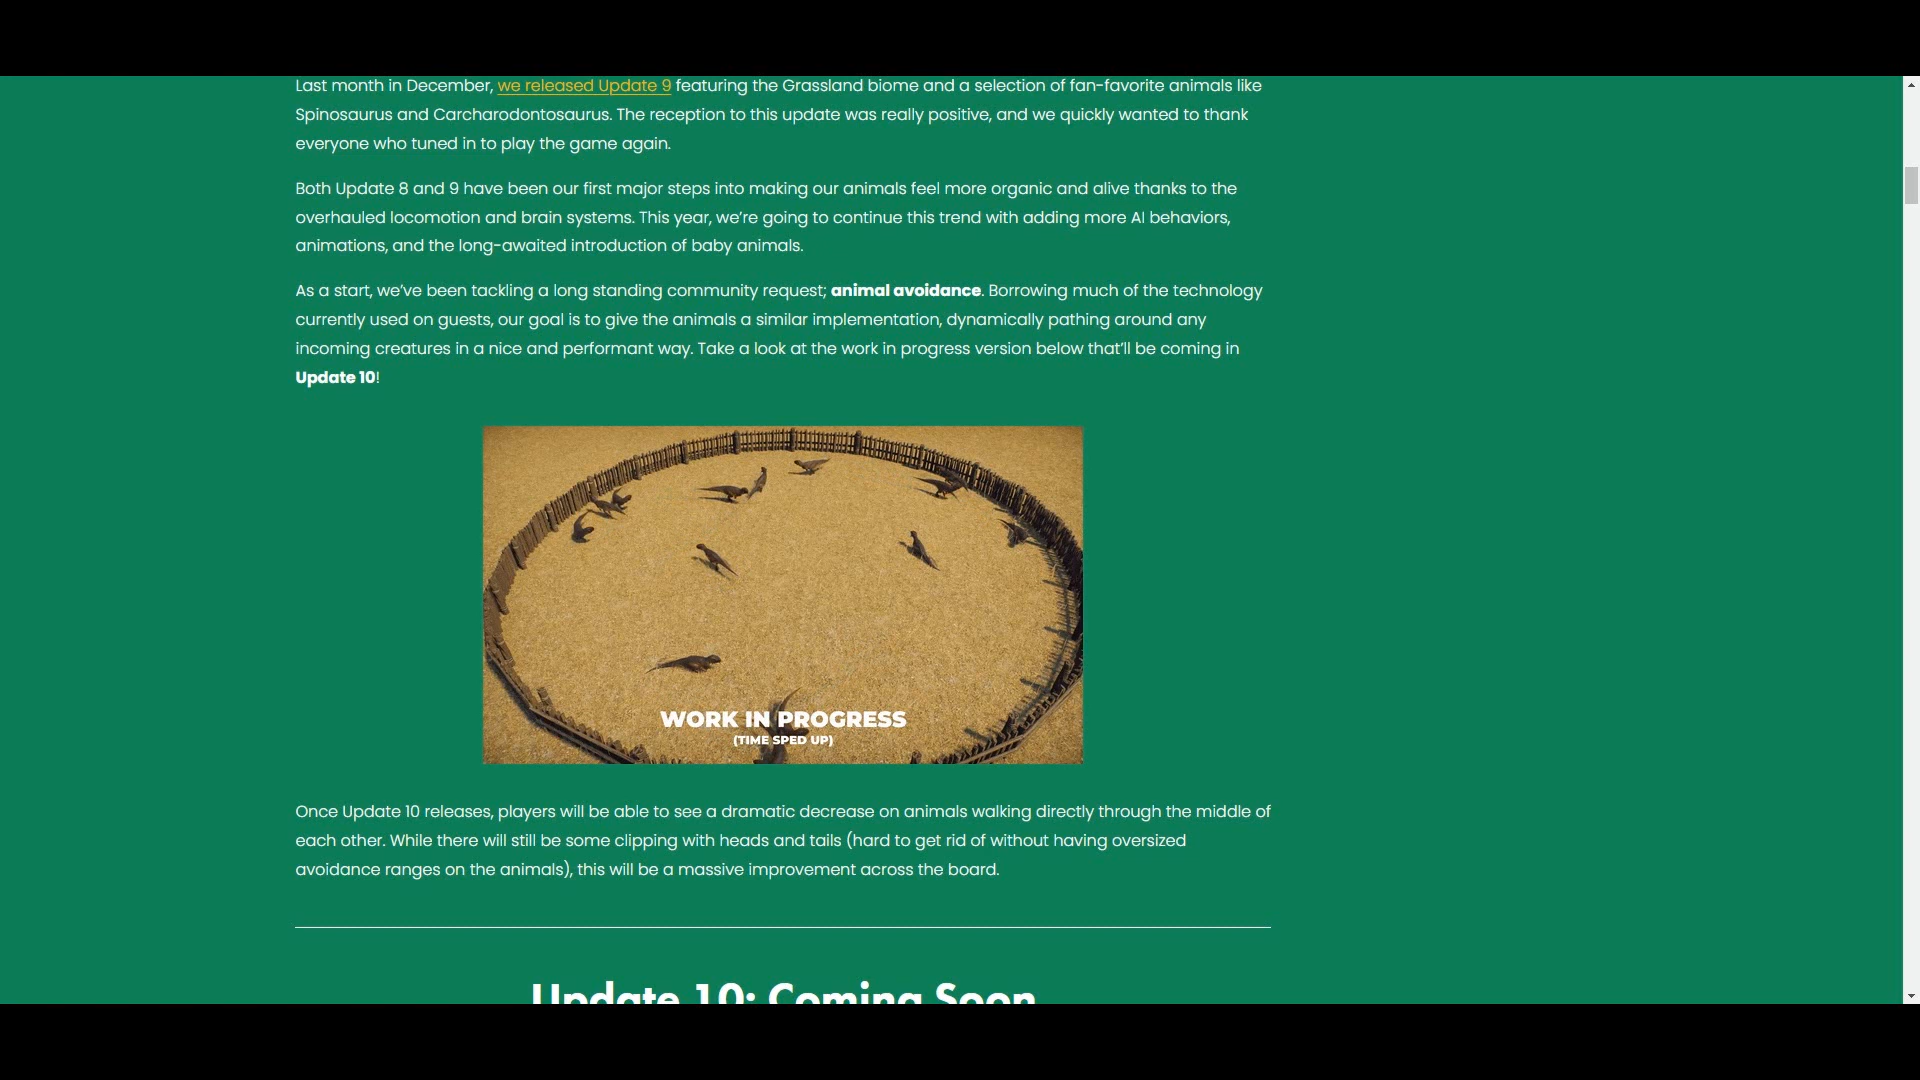 Last month in December, we released Update 9 featuring the Grassland biome and a selection of fan-favorite animals like
Spinosaurus and Carcharodontosaurus. The reception to this update was really positive, and we quickly wanted to thank
everyone who tuned in to play the game again.
Both Update 8 and 9 have been our first major steps into making our animals feel more organic and alive thanks to the
overhauled locomotion and brain systems. This year, we’re going to continue this trend with adding more AI behaviors,
animations, and the long-awaited introduction of baby animals.
As a start, we’ve been tackling a long standing community request; animal avoidance. Borrowing much of the technology
currently used on guests, our goal is to give the animals a similar implementation, dynamically pathing around any
incoming creatures in a nice and performant way. Take a look at the work in progress version below that’ll be coming in
Update 10!
WORK IN PROGRESS
(TIME SPED UP)
Once Update 10 releases, players will be able to see a dramatic decrease on animals walking directly through the middle of
each other. While there will still be some clipping with heads and tails (hard to get rid of without having oversized
avoidance ranges on the animals), this will be a massive improvement across the board.
Update 10: Coming Soon